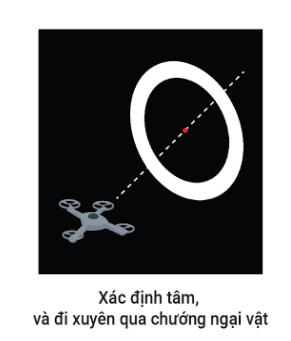 Xác định tâm,
và đi xuyên qua chướng ngại vật